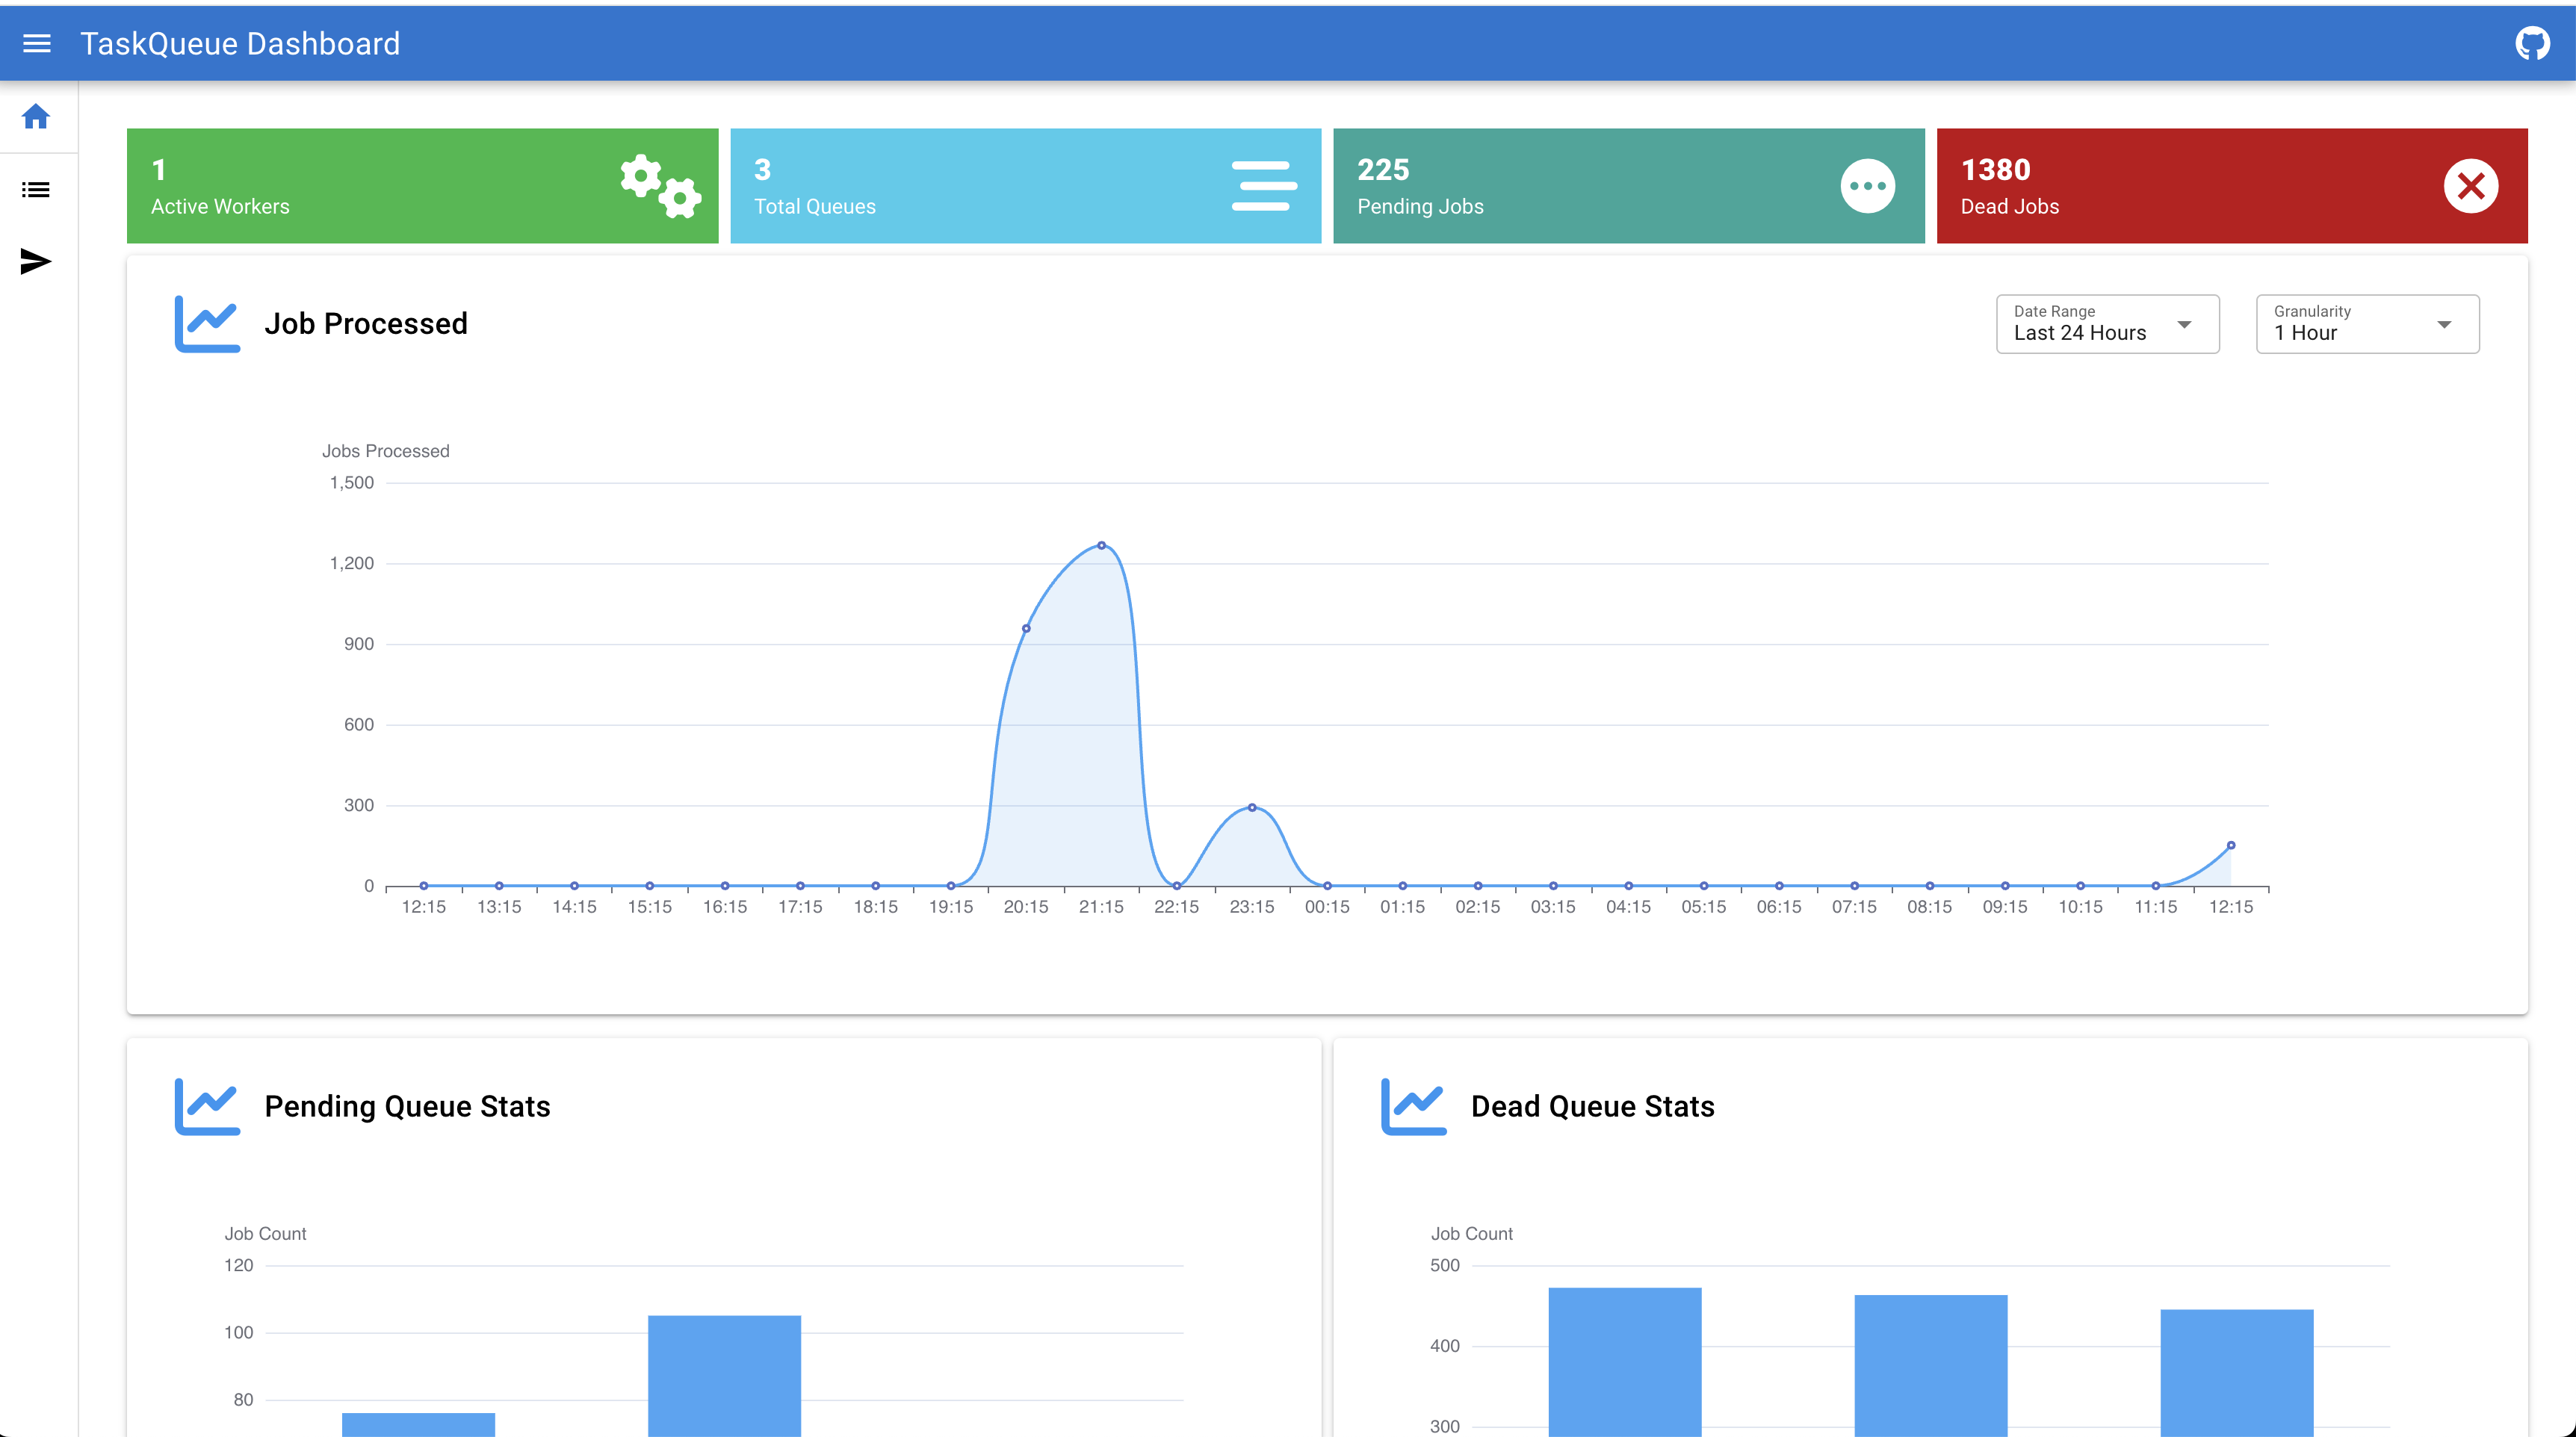 TaskQueue Dashboard
1
Active Workers
3
Total Queues
225
Pending Jobs
1380
Dead Jobs
Job Processed
Date Range
Last 24 Hours
Granularity
1 Hour
Jobs Processed
1,500
1,200
900
600
300
0
12:15 13:15 14:15 15:15 16:15 17:15 18:15 19:15 20:15 21:15 22:15 23:15 00:15 01:15 02:15 03:15 04:15 05:15 06:15 07:15 08:15 09:15 10:15 11:15 12:15
Pending Queue Stats
Job Count
120
100
80
Dead Queue Stats
Job Count
500
400
300